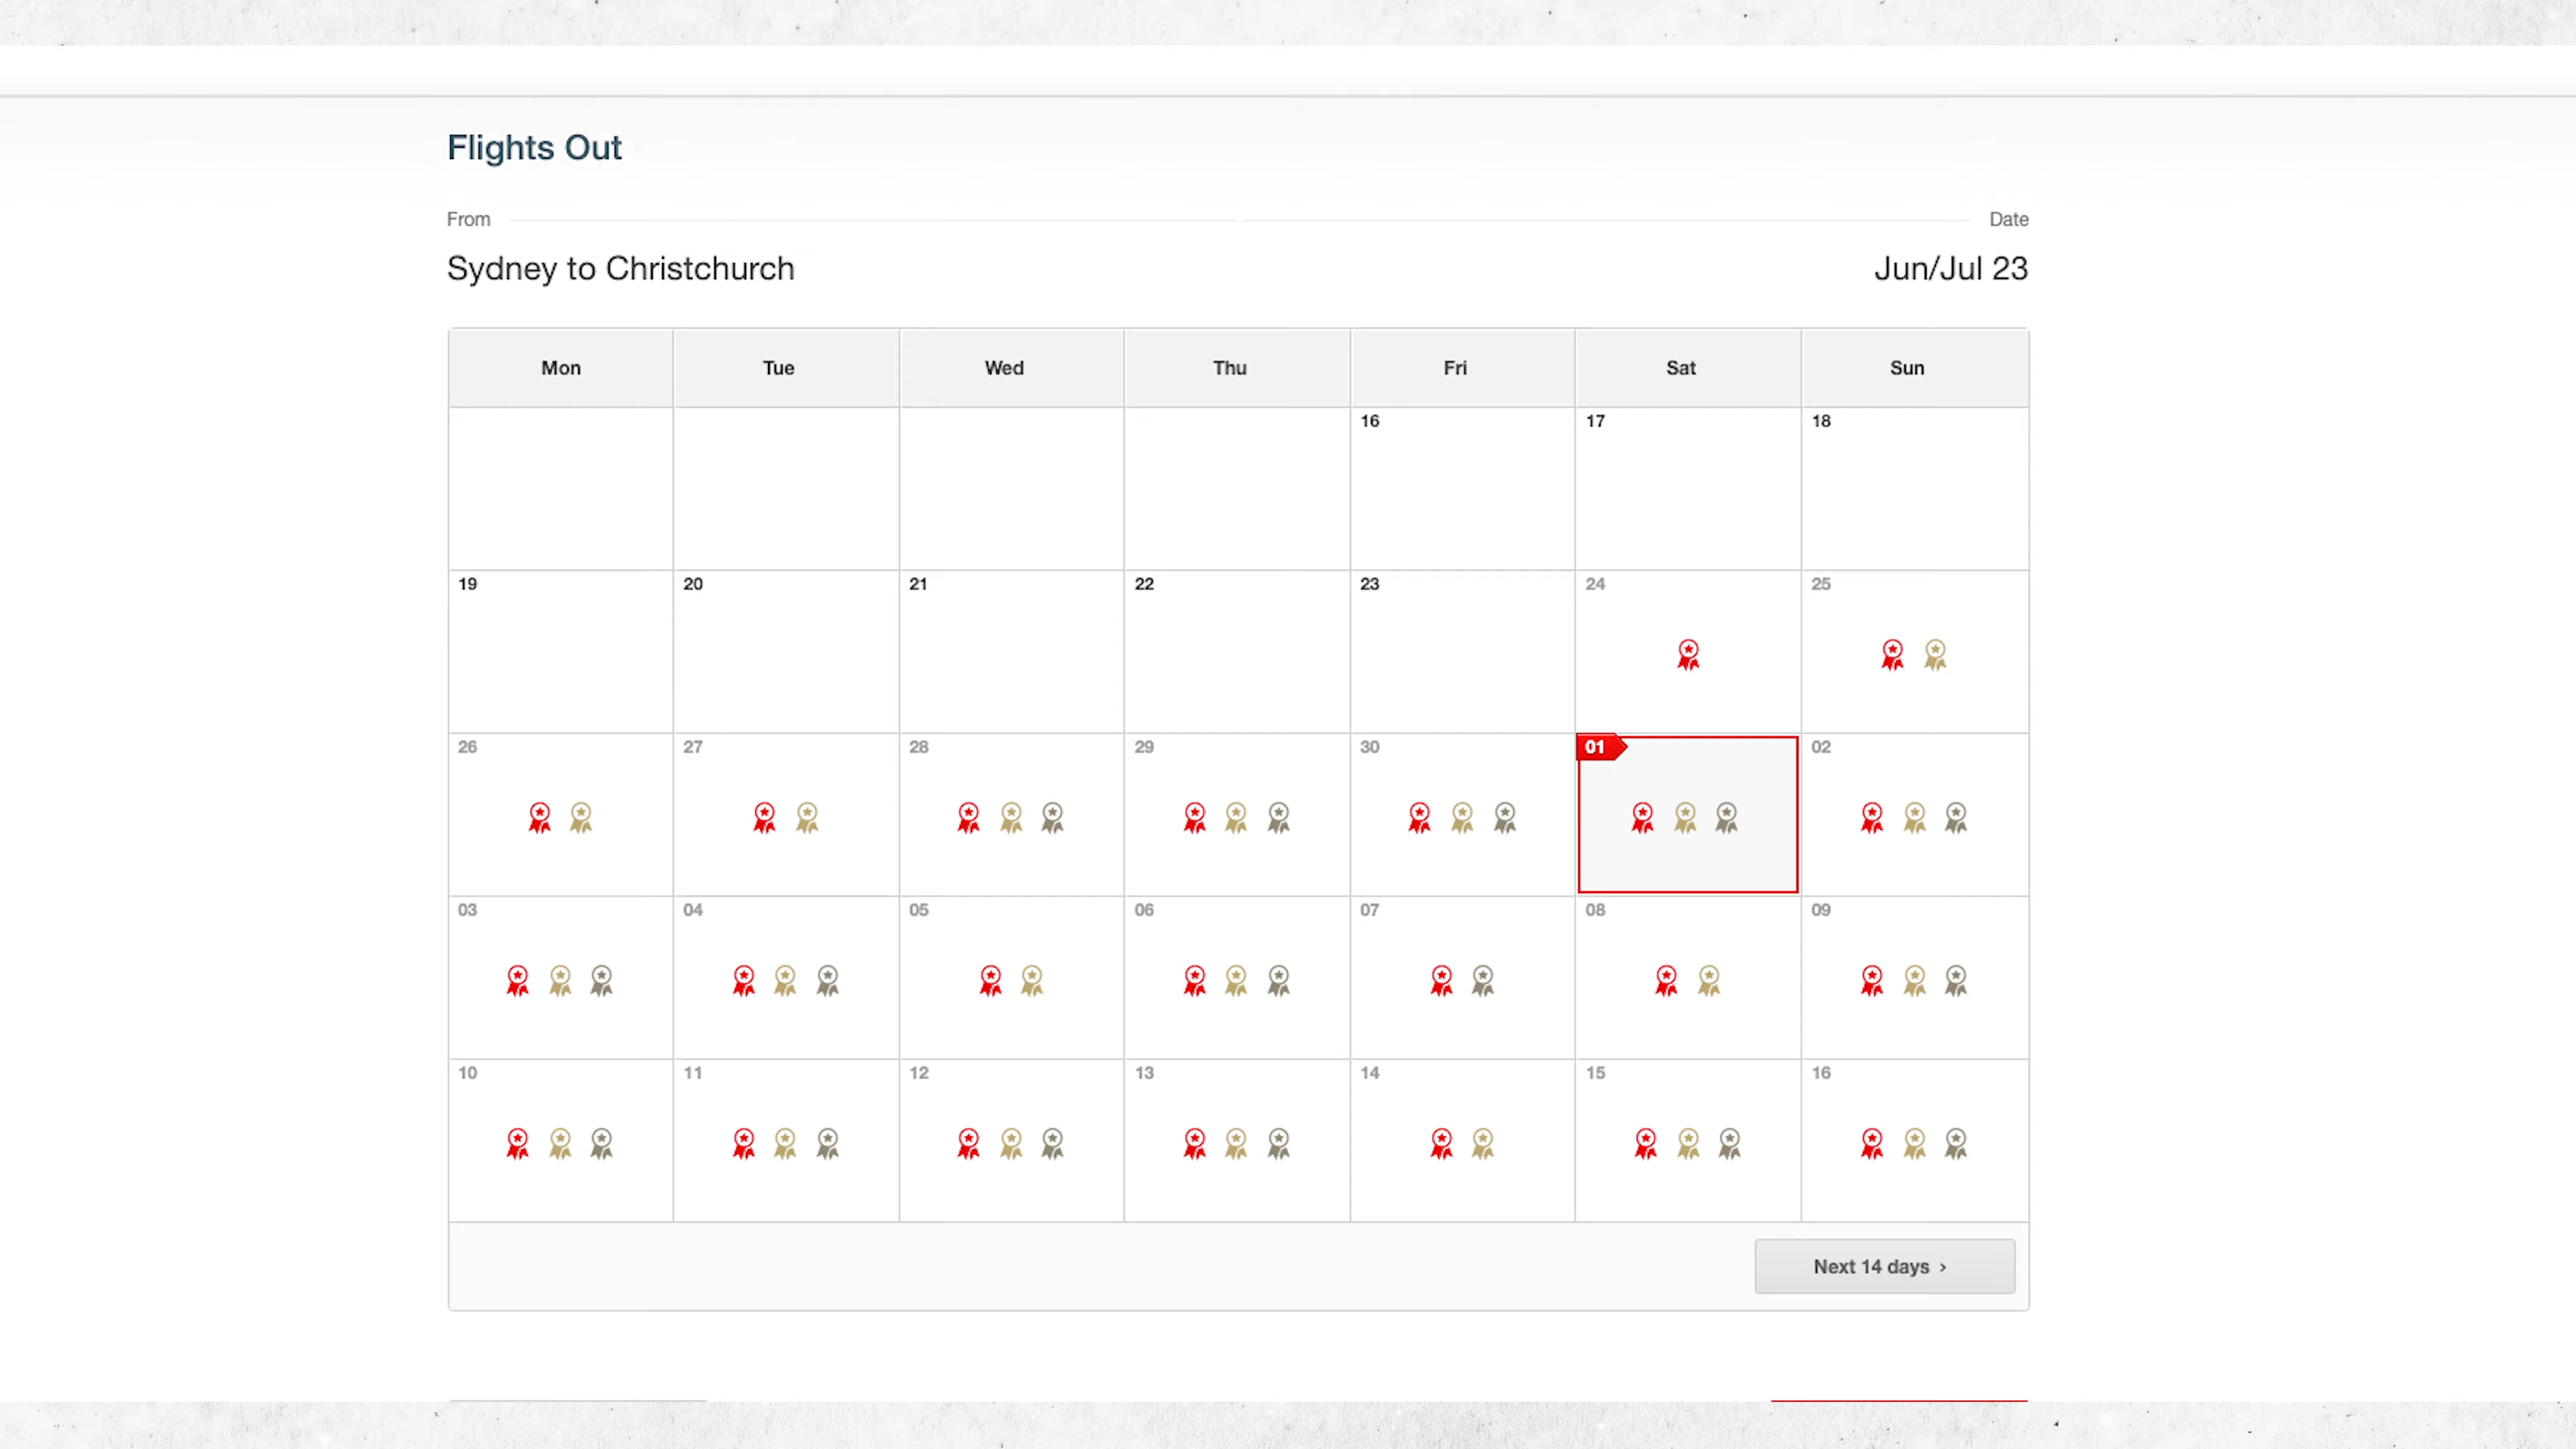 Flights Out
From Date
Sydney to Christchurch Jun/Jul 23
Mon Tue Wed Thu Fri Sat Sun
16 17 18
19 20 21 22 23 24 25
26 27 28 29 30 01 02
03 04 05 06 07 08 09
10 11 12 13 14 15 16
Next 14 days ›